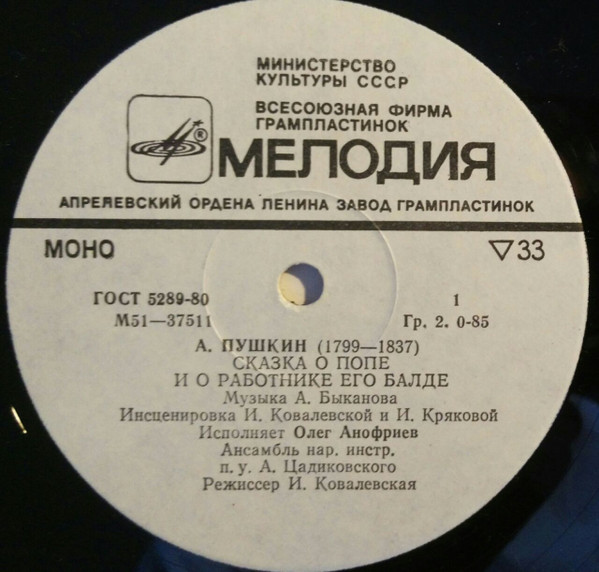 МИНИСТЕРСТВО
КУЛЬТУРЫ СССР
ВСЕСОЮЗНАЯ ФИРМА
ГРАМПЛАСТИНОК
®
МЕЛОДИЯ
АПРЕЛЕВСКИЙ ОРДЕНА ЛЕНИНА ЗАВОД ГРАМПЛАСТИНОК
МОНО ▽33
ГОСТ 5289-80 1
М51—37511 Гр. 2. 0-85
А. ПУШКИН (1799—1837)
СКАЗКА О ПОПЕ
И О РАБОТНИКЕ ЕГО БАЛДЕ
Музыка А. Быканова
Инсценировка И. Ковалевской и И. Кряковой
Исполняет Олег Анофриев
Ансамбль нар. инстр.
п. у. А. Цадиковского
Режиссер И. Ковалевская